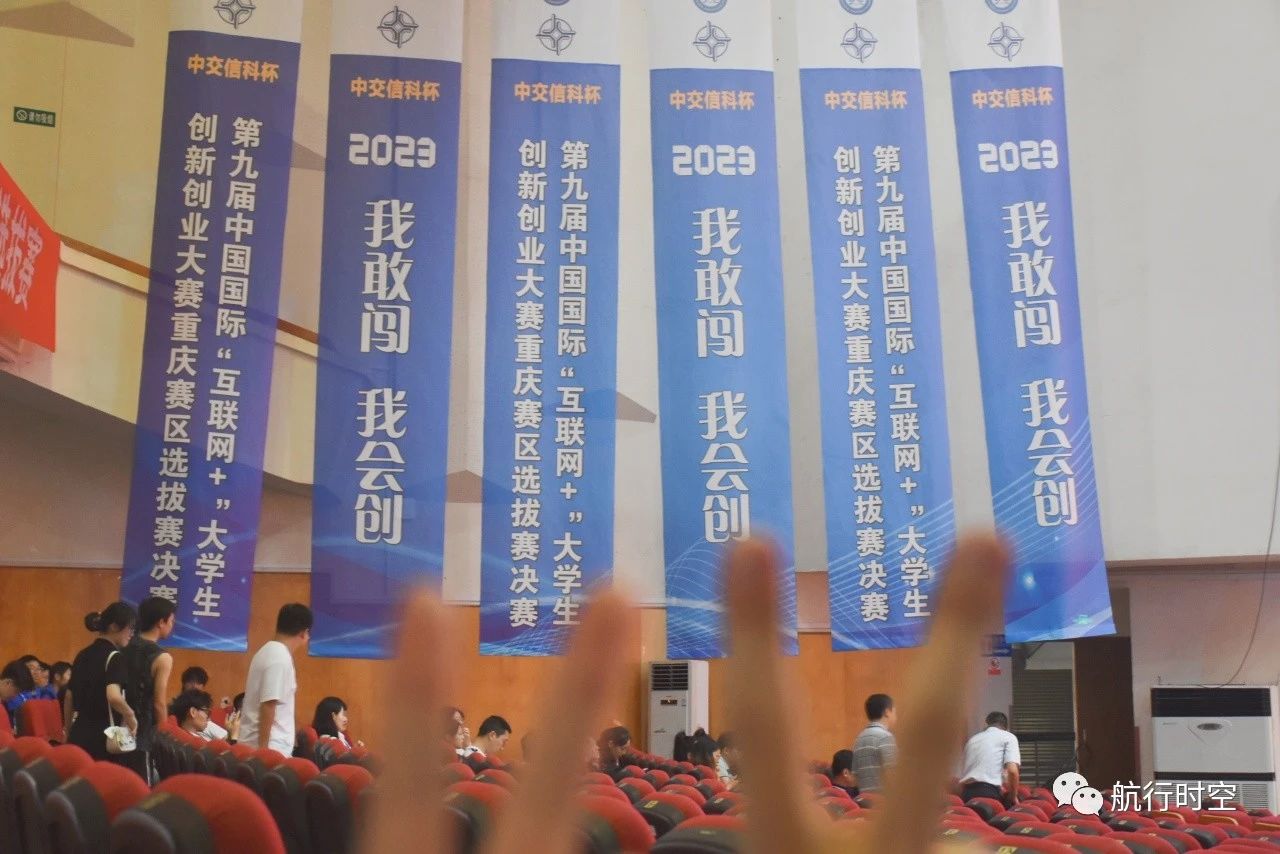 请勿吸烟
拔赛
中交信科杯
第九届中国国际“互联网+”大学生
创新创业大赛重庆赛区选拔赛决赛
中交信科杯
2023
我敢闯 我会创
中交信科杯
第九届中国国际“互联网+”大学生
创新创业大赛重庆赛区选拔赛决赛
中交信科杯
2023
我敢闯 我会创
中交信科杯
第九届中国国际“互联网+”大学生
创新创业大赛重庆赛区选拔赛决赛
中交信科杯
2023
我敢闯 我会创
航行时空